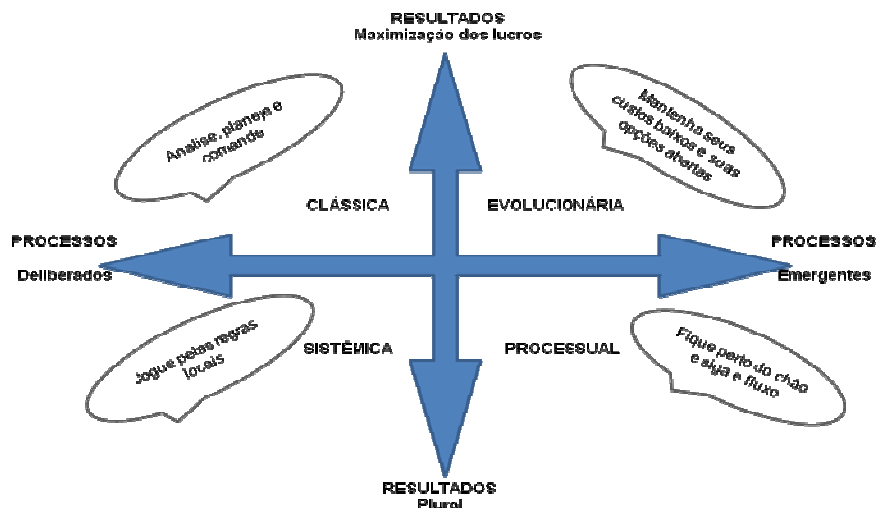 RESULTADOS
Maximização dos lucros
Analise, planeje e
comande
Mantenha seus
custos baixos e suas
opções abertas
CLÁSSICA
EVOLUCIONÁRIA
PROCESSOS
Deliberados
PROCESSOS
Emergentes
Jogue pelas regras
locais
SISTÊMICA
PROCESSUAL
Fique perto do chão
e siga e fluxo
RESULTADOS
Plural